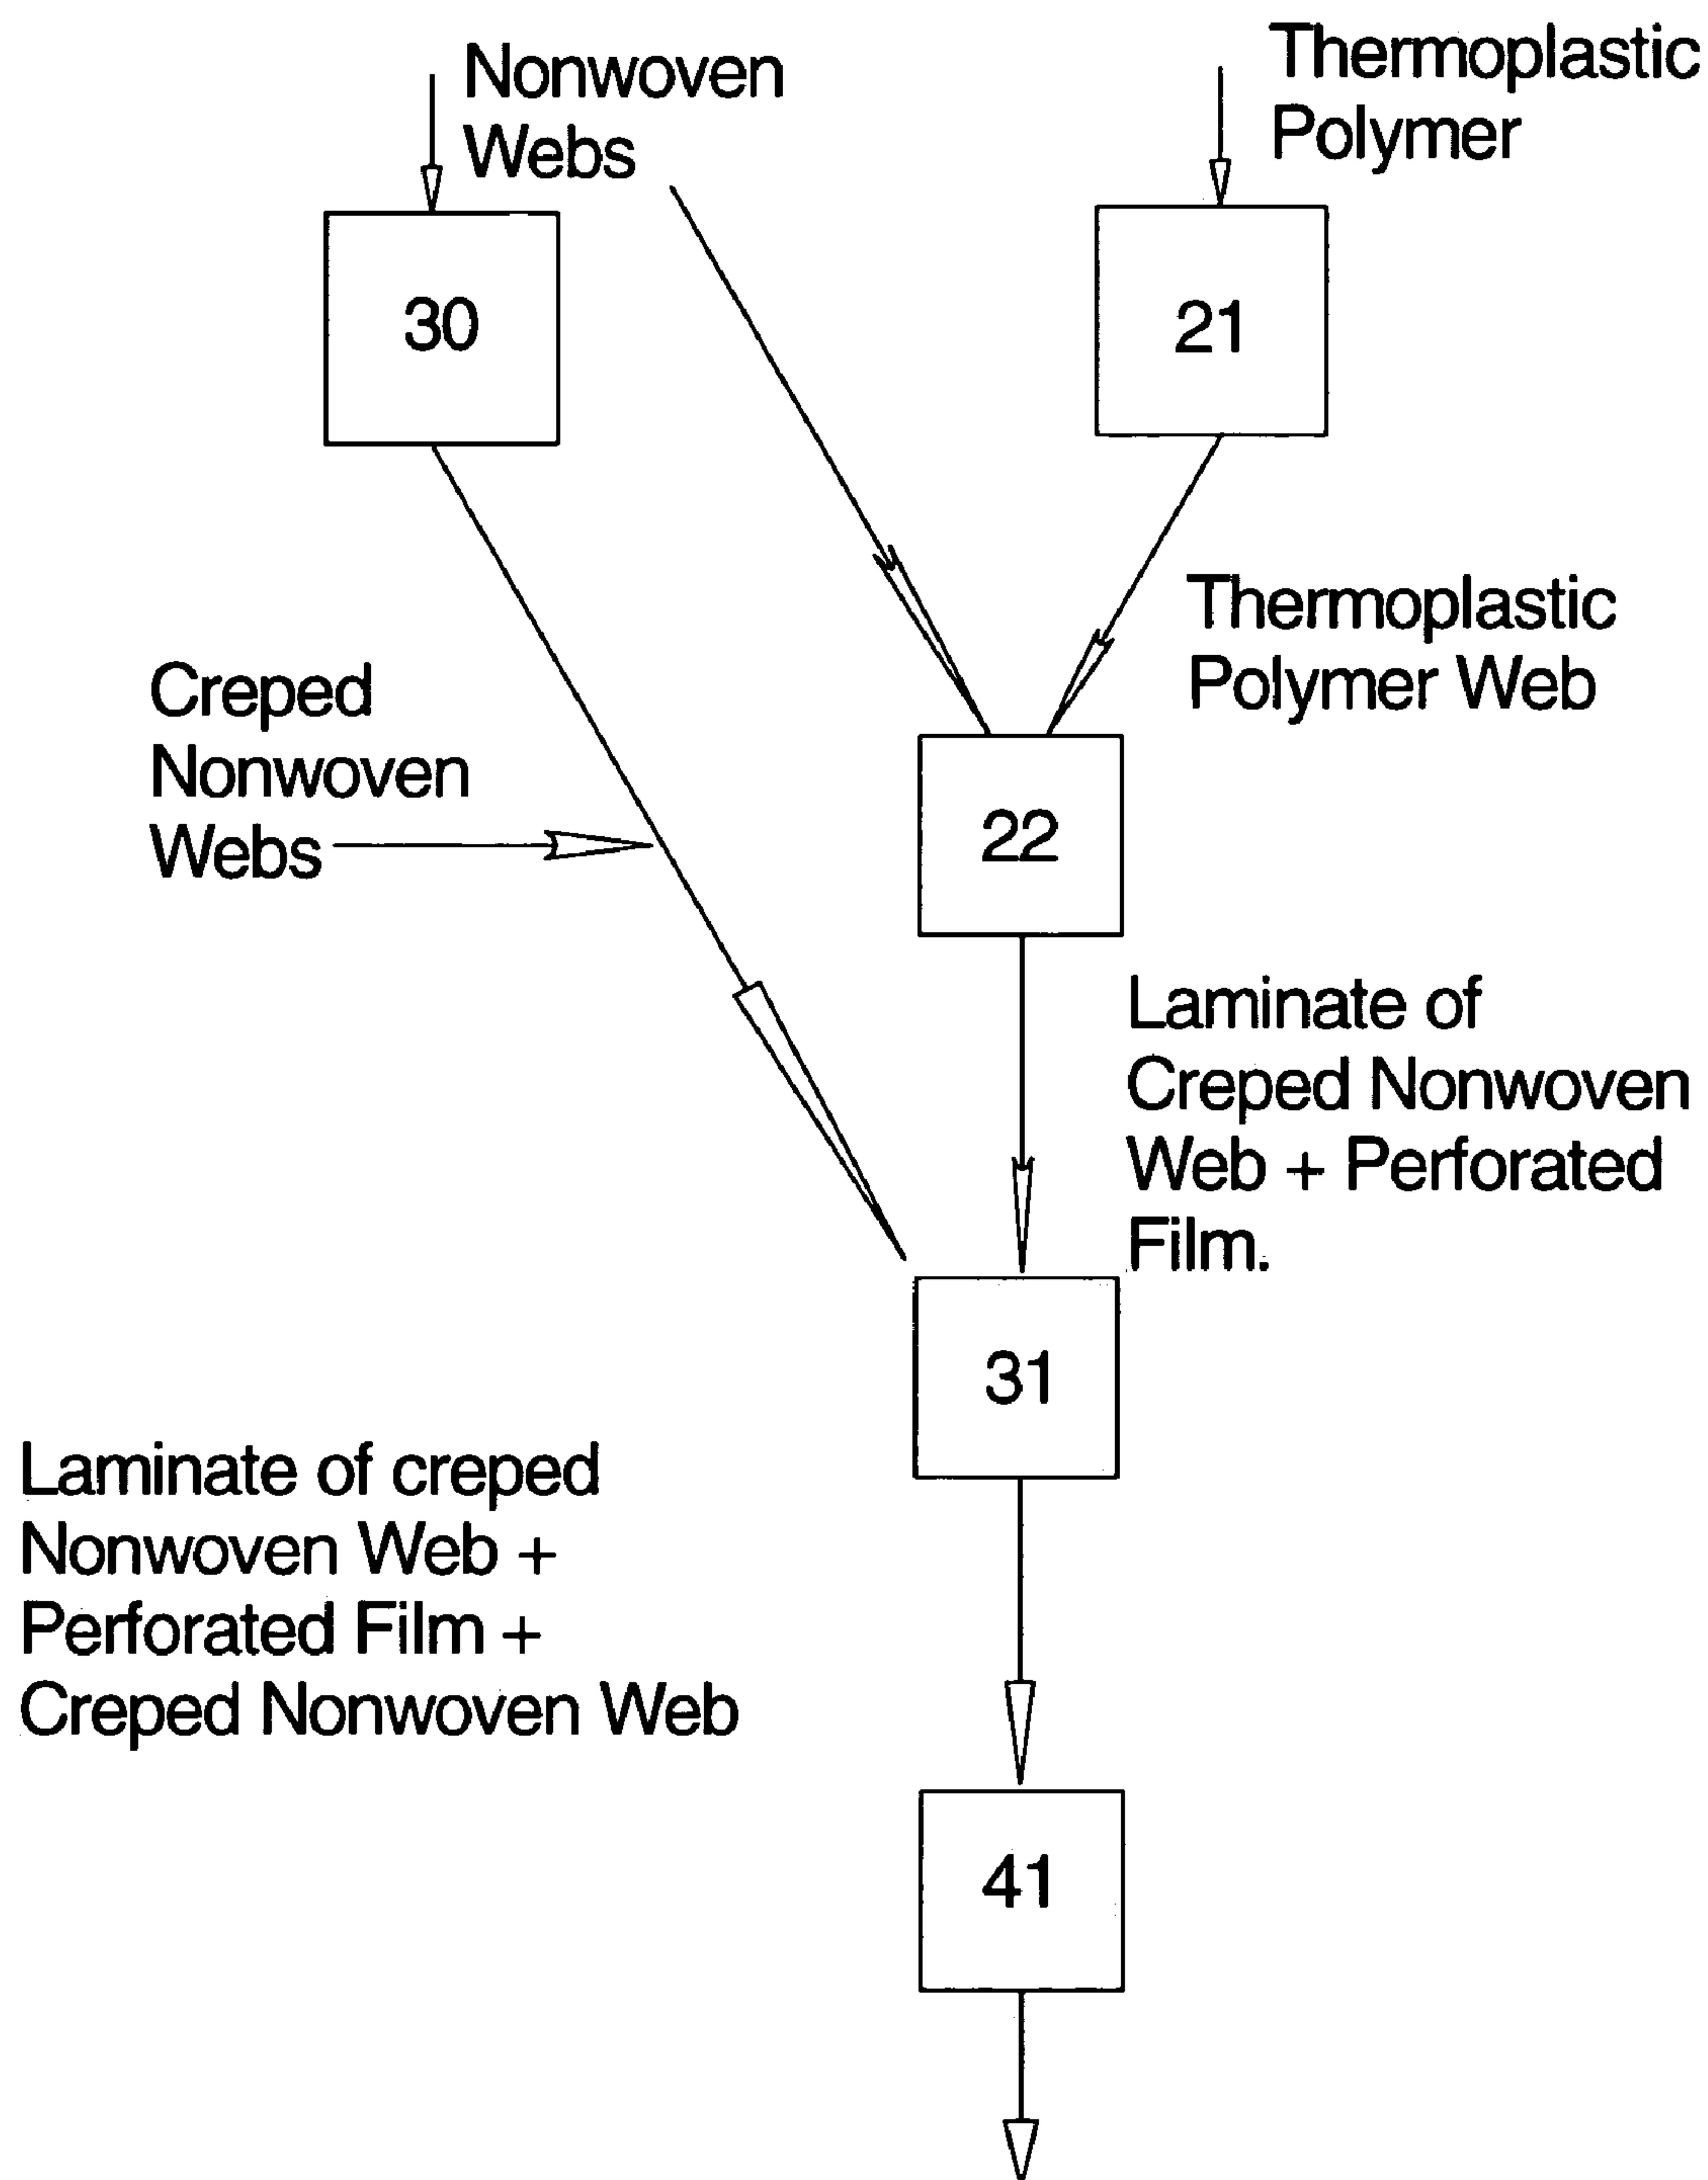 Nonwoven
Webs
Thermoplastic
Polymer
30
21
Thermoplastic
Polymer Web
Creped
Nonwoven
Webs
22
Laminate of
Creped Nonwoven
Web + Perforated
Film.
31
Laminate of creped
Nonwoven Web +
Perforated Film +
Creped Nonwoven Web
41